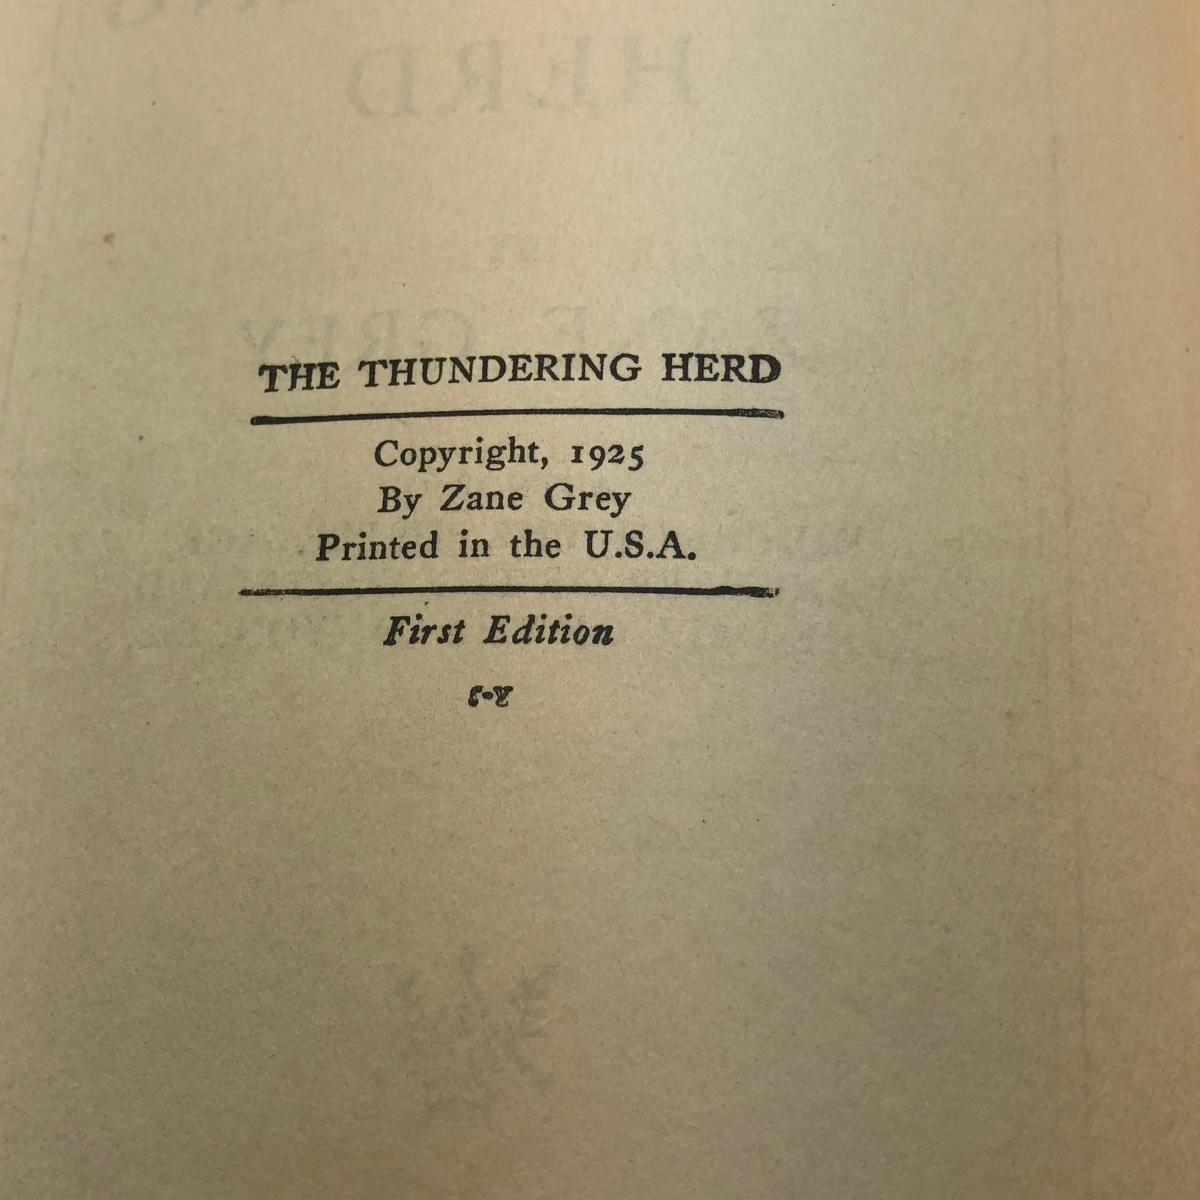 THE THUNDERING HERD
Copyright, 1925
By Zane Grey
Printed in the U.S.A.
First Edition